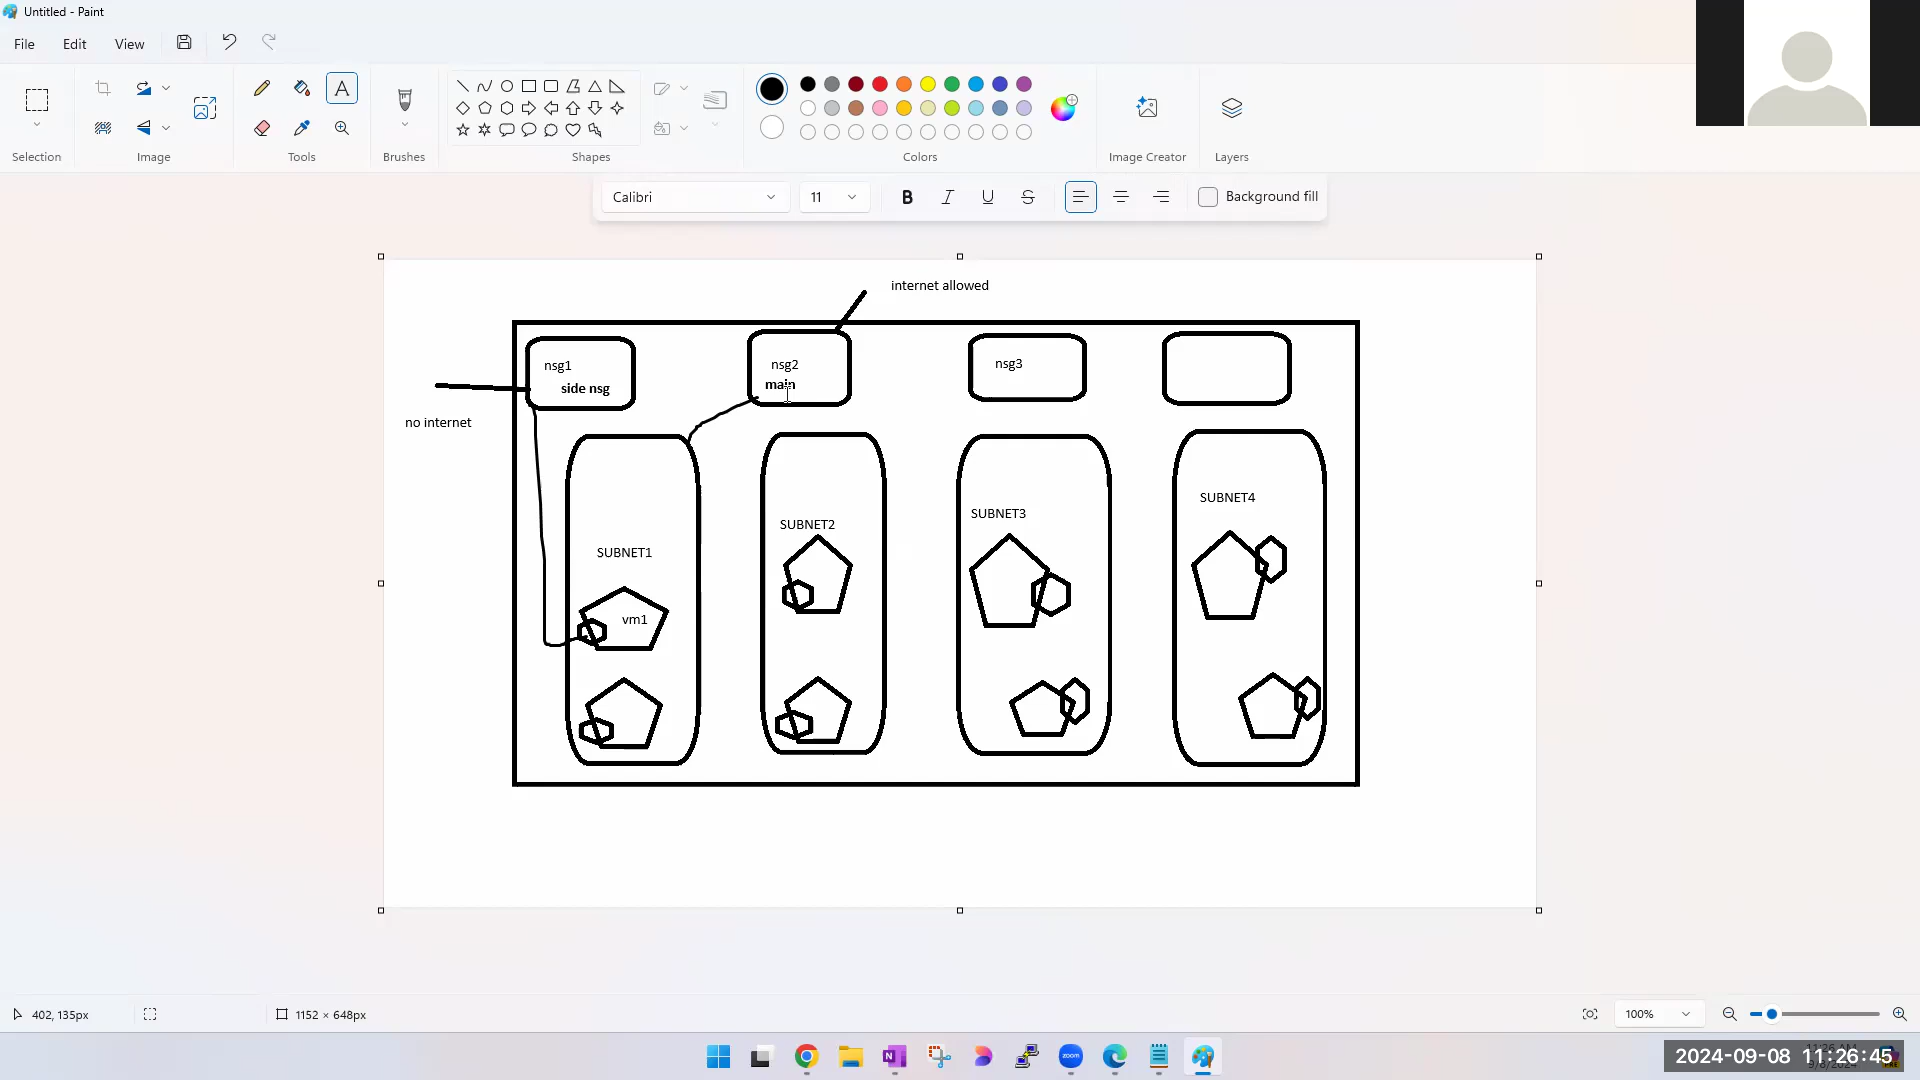 Untitled - Paint
File
Edit
View
Selection
Image
Tools
Brushes
Shapes
Colors
Image Creator
Layers
Calibri
11
B
I
U
S
Background fill
internet allowed
nsg1
side nsg
nsg2
main
nsg3
no internet
SUBNET1
SUBNET2
SUBNET3
SUBNET4
vm1
402, 135px
1152 × 648px
100%
zoom
2024-09-08 11:26:45